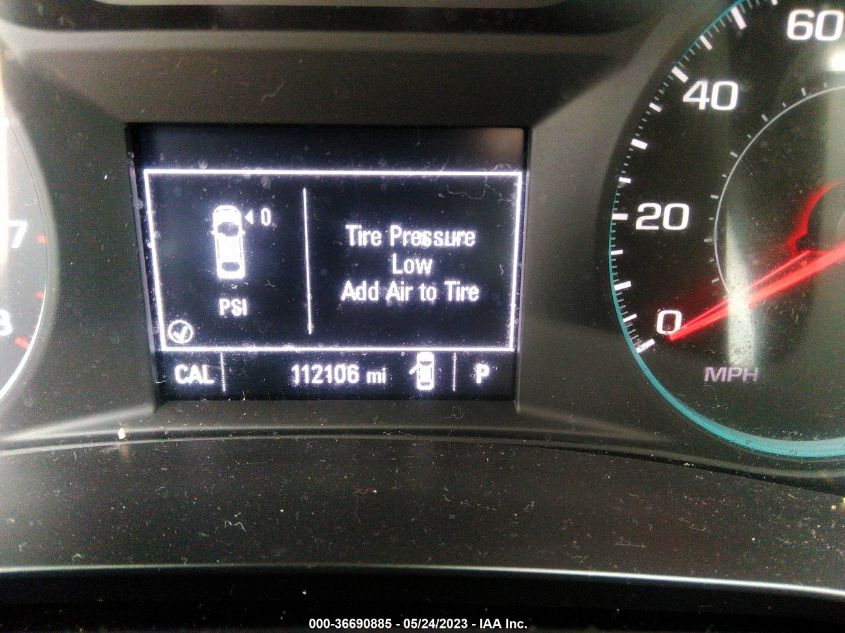 60
40
20
0
MPH
7
8
0
Tire Pressure
Low
Add Air to Tire
PSI
CAL
112106 mi
P
000-36690885 - 05/24/2023 - IAA Inc.